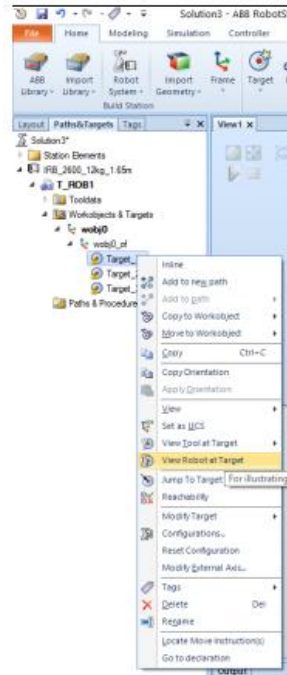 Solution3 - ABB RobotSt
File Home Modeling Simulation Controller
ABB Library Import Library Robot System Import Geometry Frame Target
Build Station
Layout Paths&Targets Tags View1
Solution3*
Station Elements
IRB_2600_12kg_1.65m
T_ROB1
Tooldata
Workobjects & Targets
wobj0
wobj0_of
Target_
Target_
Target_
Paths & Procedure
Inline
Add to new path
Add to path
Copy to Workobject
Move to Workobject
Copy Ctrl+C
Copy Orientation
Apply Orientation
View
Set as UCS
View Tool at Target
View Robot at Target
Jump To Target For illustrating
Reachability
Modify Target
Configurations...
Reset Configuration
Modify External Axis...
Tags
Delete Del
Rename
Locate Move Instruction(s)
Go to declaration
Output